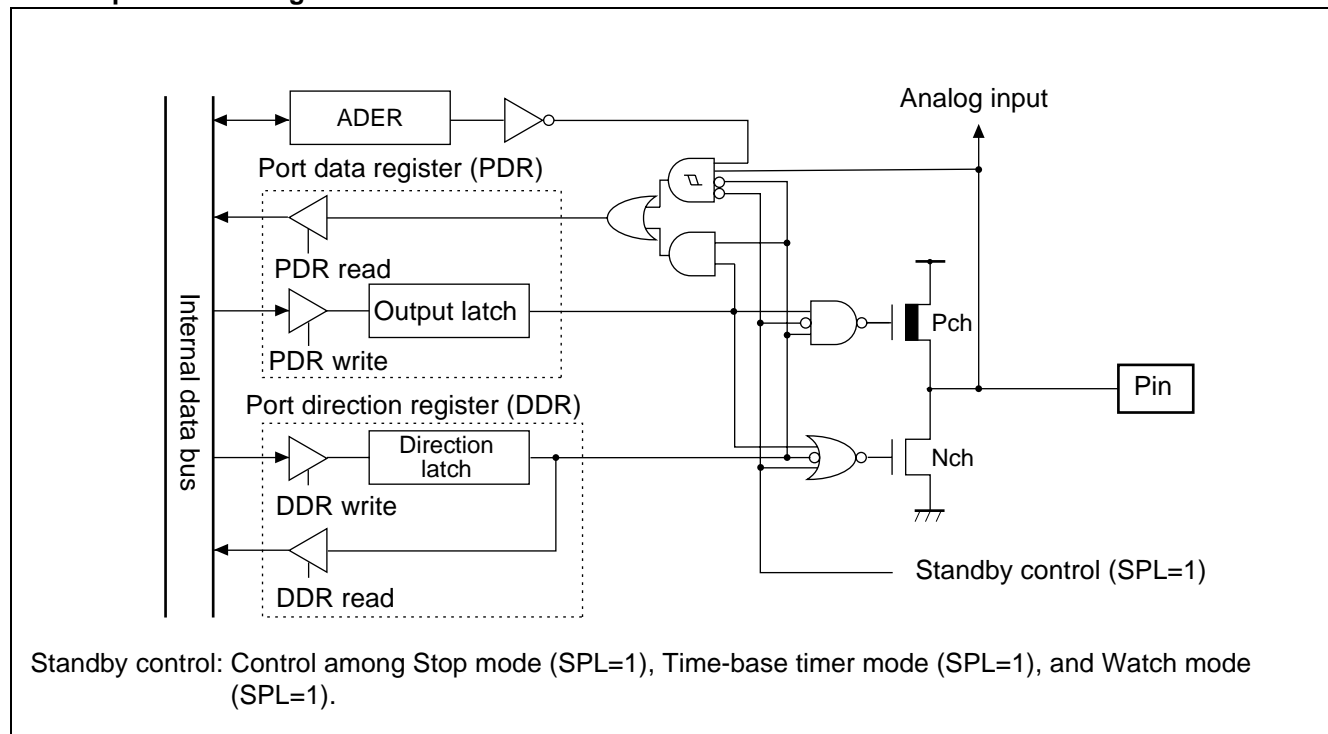 Analog input
ADER
Port data register (PDR)
PDR read
Output latch
PDR write
Pch
Pin
Internal data bus
Port direction register (DDR)
Direction
latch
Nch
DDR write
DDR read
Standby control (SPL=1)
Standby control: Control among Stop mode (SPL=1), Time-base timer mode (SPL=1), and Watch mode
(SPL=1).